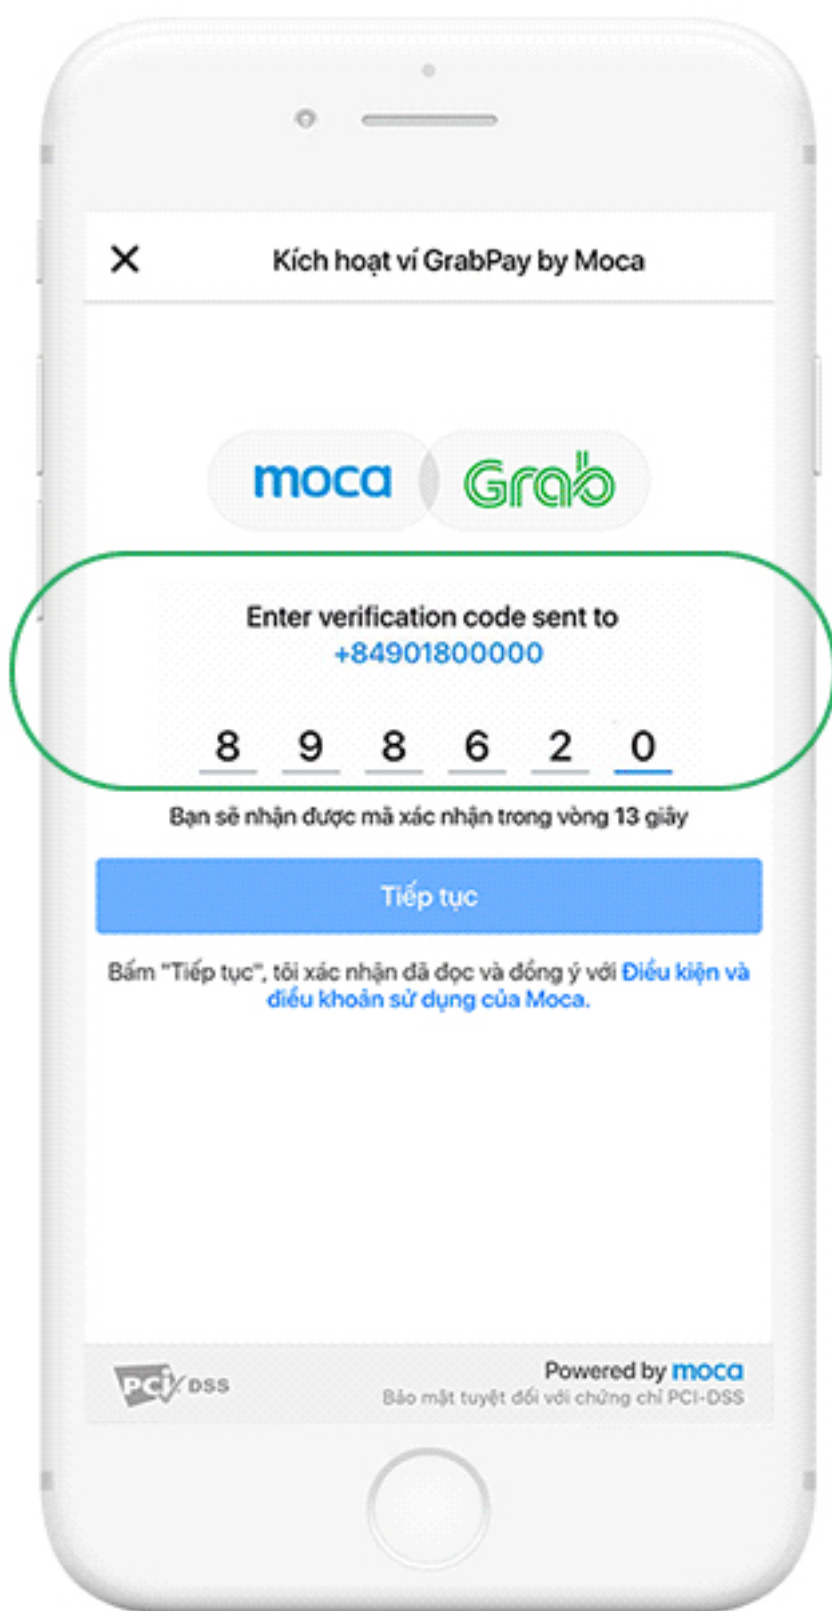 Kích hoạt ví GrabPay by Moca
moca Grab
Enter verification code sent to
+84901800000
8 9 8 6 2 0
Bạn sẽ nhận được mã xác nhận trong vòng 13 giây
Tiếp tục
Bấm "Tiếp tục", tôi xác nhận đã đọc và đồng ý với Điều kiện và
điều khoản sử dụng của Moca.
PCI DSS
Powered by moca
Bảo mật tuyệt đối với chứng chỉ PCI-DSS